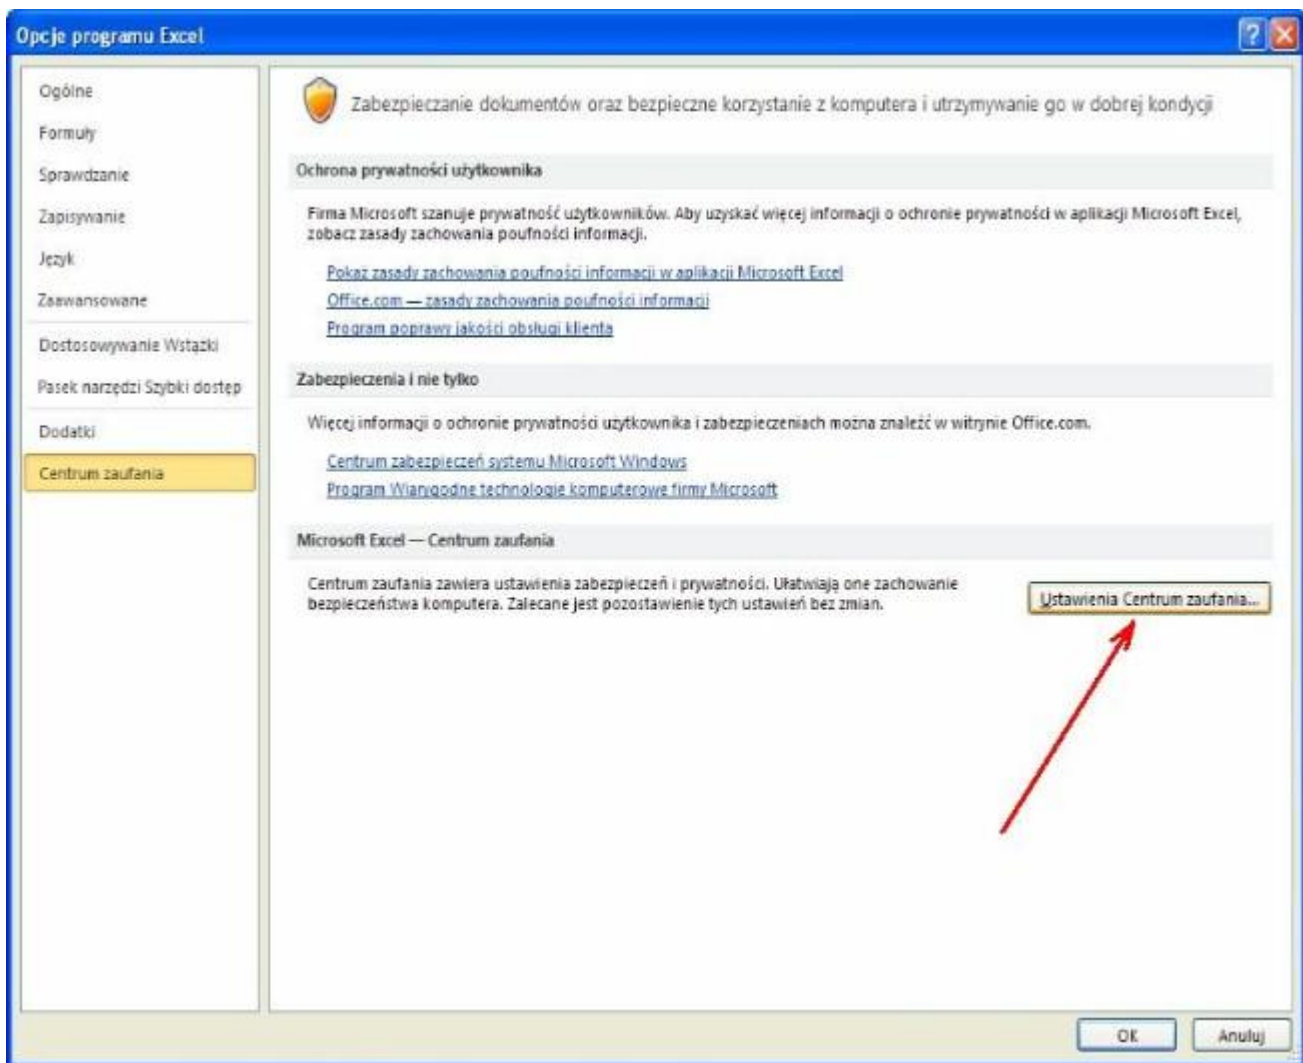 Opcje programu Excel
Ogólne
Formuły
Sprawdzanie
Zapisywanie
Język
Zaawansowane
Dostosowywanie Wstążki
Pasek narzędzi Szybki dostęp
Dodatki
Centrum zaufania
Zabezpieczanie dokumentów oraz bezpieczne korzystanie z komputera i utrzymywanie go w dobrej kondycji
Ochrona prywatności użytkownika
Firma Microsoft szanuje prywatność użytkowników. Aby uzyskać więcej informacji o ochronie prywatności w aplikacji Microsoft Excel,
zobacz zasady zachowania poufności informacji.
Pokaż zasady zachowania poufności informacji w aplikacji Microsoft Excel
Office.com — zasady zachowania poufności informacji
Program poprawy jakości obsługi klienta
Zabezpieczenia i nie tylko
Więcej informacji o ochronie prywatności użytkownika i zabezpieczeniach można znaleźć w witrynie Office.com.
Centrum zabezpieczeń systemu Microsoft Windows
Program Wiarygodne technologie komputerowe firmy Microsoft
Microsoft Excel — Centrum zaufania
Centrum zaufania zawiera ustawienia zabezpieczeń i prywatności. Ułatwiają one zachowanie
bezpieczeństwa komputera. Zalecane jest pozostawienie tych ustawień bez zmian.
Ustawienia Centrum zaufania...
OK
Anuluj